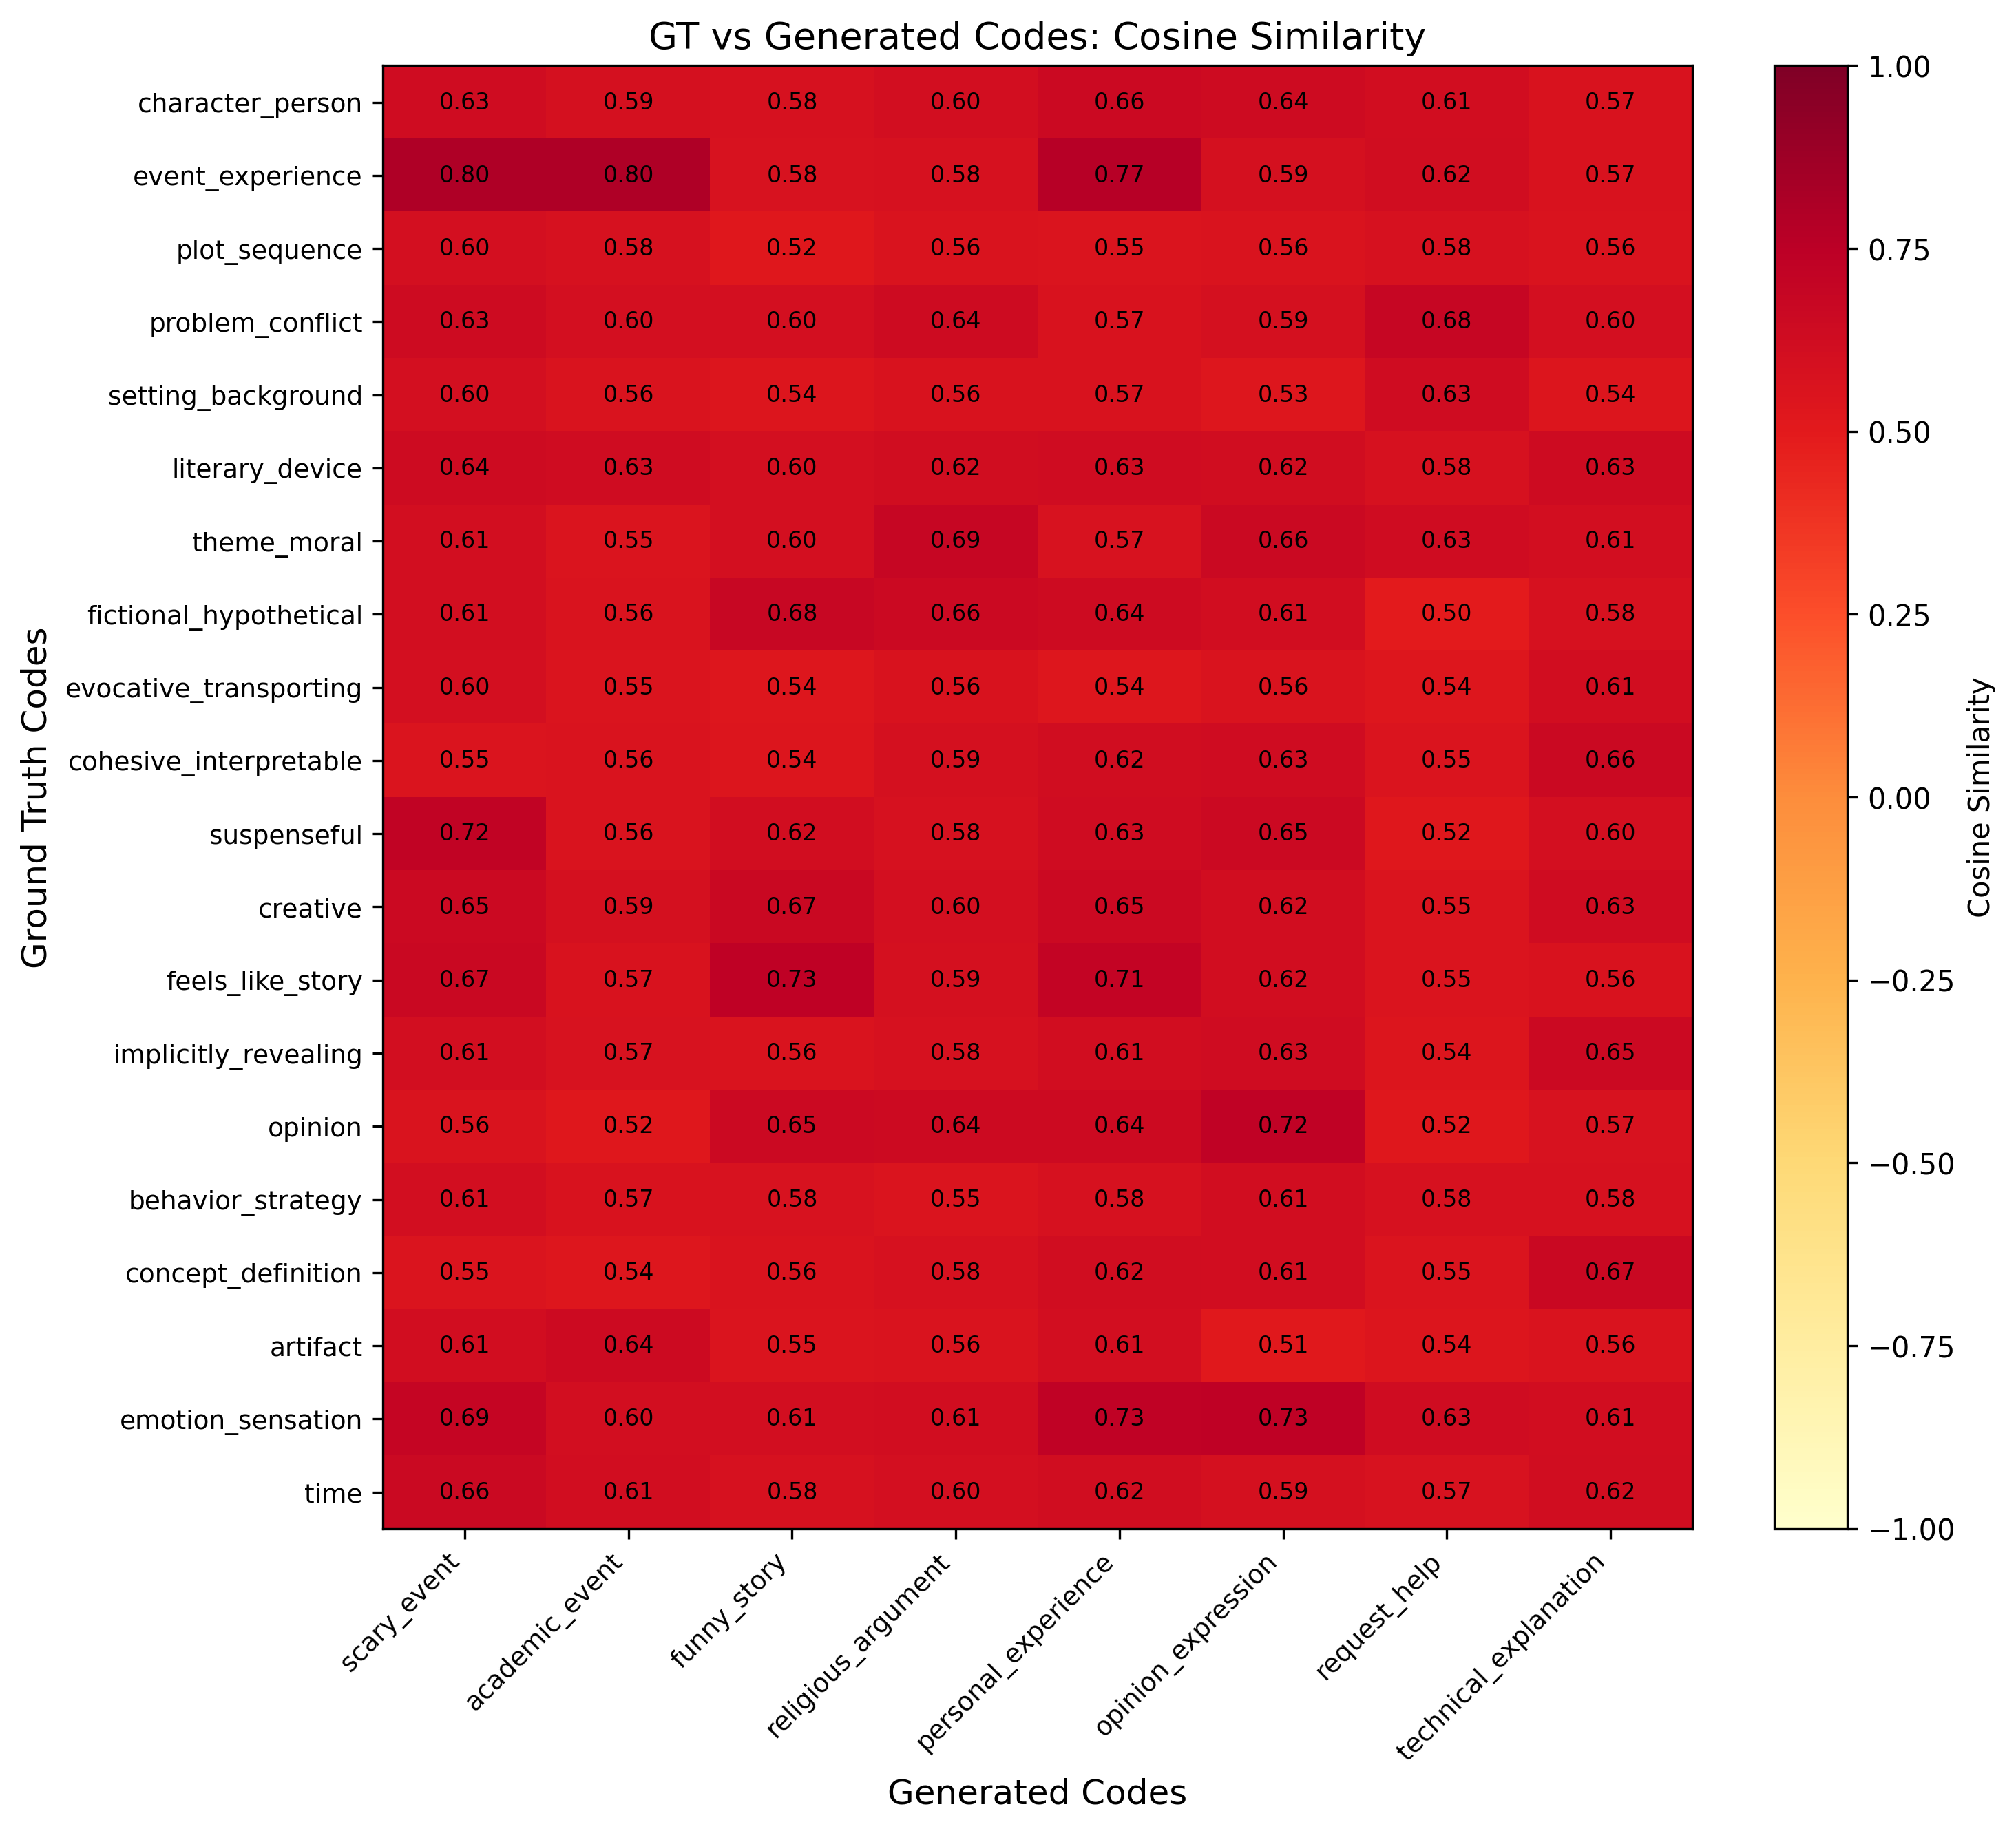 GT vs Generated Codes: Cosine Similarity
character_person 0.63 0.59 0.58 0.60 0.66 0.64 0.61 0.57
event_experience 0.80 0.80 0.58 0.58 0.77 0.59 0.62 0.57
plot_sequence 0.60 0.58 0.52 0.56 0.55 0.56 0.58 0.56
problem_conflict 0.63 0.60 0.60 0.64 0.57 0.59 0.68 0.60
setting_background 0.60 0.56 0.54 0.56 0.57 0.53 0.63 0.54
literary_device 0.64 0.63 0.60 0.62 0.63 0.62 0.58 0.63
theme_moral 0.61 0.55 0.60 0.69 0.57 0.66 0.63 0.61
fictional_hypothetical 0.61 0.56 0.68 0.66 0.64 0.61 0.50 0.58
evocative_transporting 0.60 0.55 0.54 0.56 0.54 0.56 0.54 0.61
cohesive_interpretable 0.55 0.56 0.54 0.59 0.62 0.63 0.55 0.66
suspenseful 0.72 0.56 0.62 0.58 0.63 0.65 0.52 0.60
creative 0.65 0.59 0.67 0.60 0.65 0.62 0.55 0.63
feels_like_story 0.67 0.57 0.73 0.59 0.71 0.62 0.55 0.56
implicitly_revealing 0.61 0.57 0.56 0.58 0.61 0.63 0.54 0.65
opinion 0.56 0.52 0.65 0.64 0.64 0.72 0.52 0.57
behavior_strategy 0.61 0.57 0.58 0.55 0.58 0.61 0.58 0.58
concept_definition 0.55 0.54 0.56 0.58 0.62 0.61 0.55 0.67
artifact 0.61 0.64 0.55 0.56 0.61 0.51 0.54 0.56
emotion_sensation 0.69 0.60 0.61 0.61 0.73 0.73 0.63 0.61
time 0.66 0.61 0.58 0.60 0.62 0.59 0.57 0.62
Ground Truth Codes
scary_event
academic_event
funny_story
religious_argument
personal_experience
opinion_expression
request_help
technical_explanation
Generated Codes
1.00
0.75
0.50
0.25
0.00
−0.25
−0.50
−0.75
−1.00
Cosine Similarity